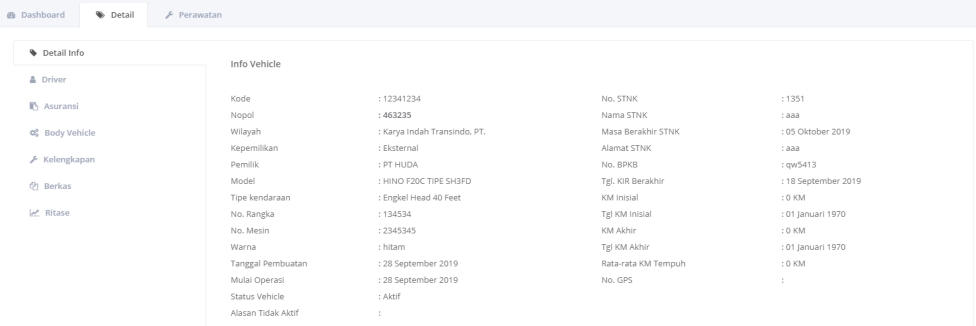 Dashboard Detail Perawatan
Detail Info
Driver
Asuransi
Body Vehicle
Kelengkapan
Berkas
Ritase
Info Vehicle
Kode : 12341234 No. STNK : 1351
Nopol : 463235 Nama STNK : aaa
Wilayah : Karya Indah Transindo, PT. Masa Berakhir STNK : 05 Oktober 2019
Kepemilikan : Eksternal Alamat STNK : aaa
Pemilik : PT HUDA No. BPKB : qw5413
Model : HINO F20C TIPE SH3FD Tgl. KIR Berakhir : 18 September 2019
Tipe kendaraan : Engkel Head 40 Feet KM Inisial : 0 KM
No. Rangka : 134534 Tgl KM Inisial : 01 Januari 1970
No. Mesin : 2345345 KM Akhir : 0 KM
Warna : hitam Tgl KM Akhir : 01 Januari 1970
Tanggal Pembuatan : 28 September 2019 Rata-rata KM Tempuh : 0 KM
Mulai Operasi : 28 September 2019 No. GPS :
Status Vehicle : Aktif
Alasan Tidak Aktif :